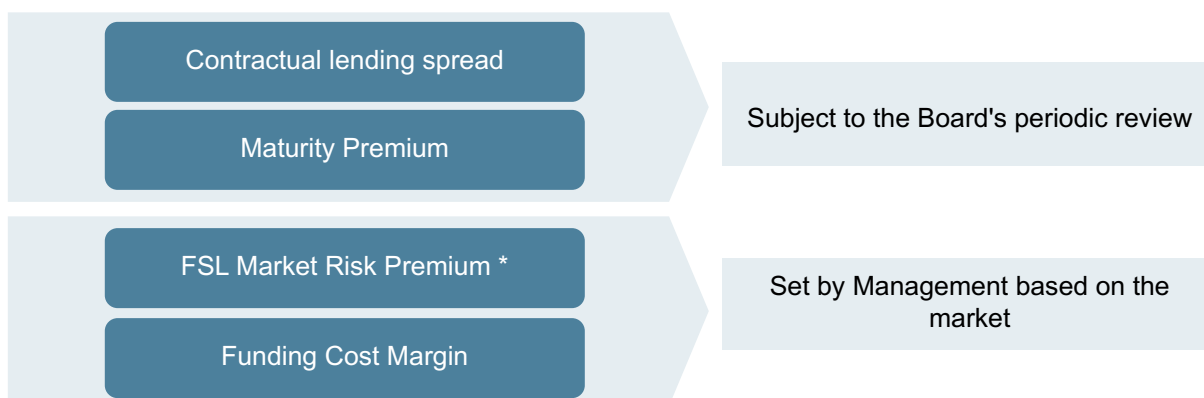 Contractual lending spread
Maturity Premium
Subject to the Board's periodic review
FSL Market Risk Premium *
Funding Cost Margin
Set by Management based on the
market